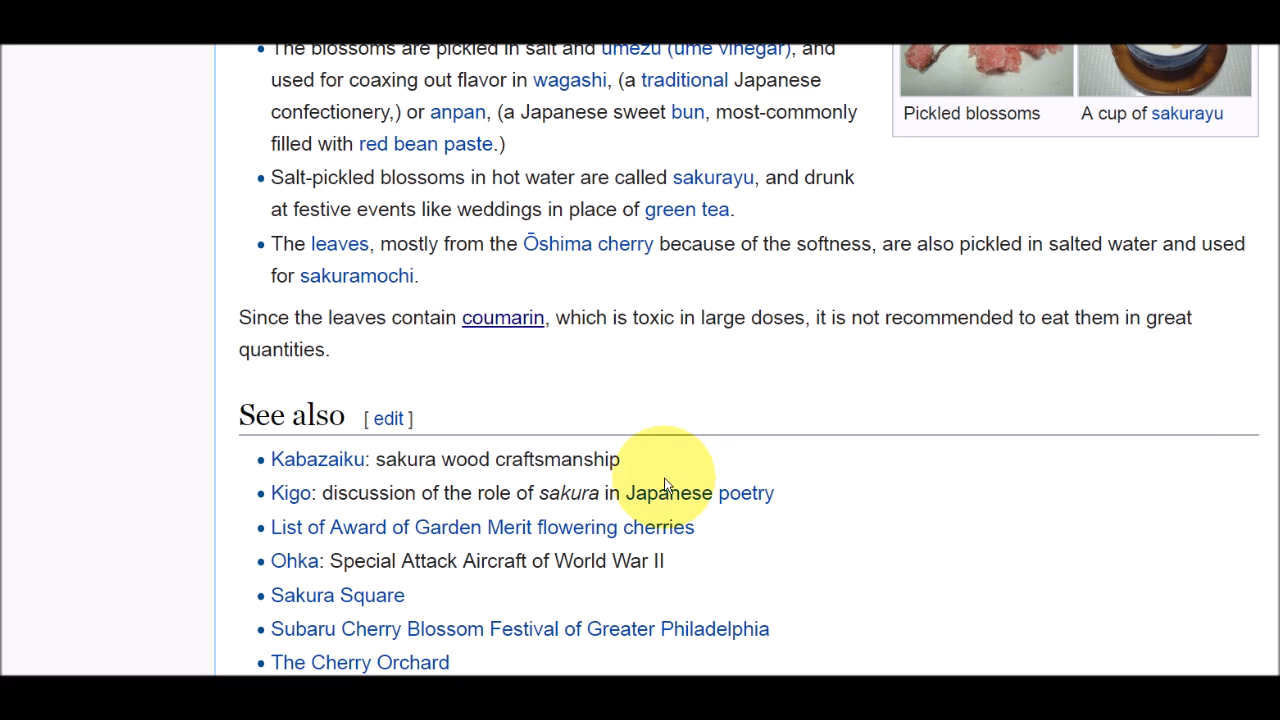 The blossoms are pickled in salt and umezu (ume vinegar), and
used for coaxing out flavor in wagashi, (a traditional Japanese
confectionery,) or anpan, (a Japanese sweet bun, most-commonly
filled with red bean paste.)
Pickled blossoms
A cup of sakurayu
Salt-pickled blossoms in hot water are called sakurayu, and drunk
at festive events like weddings in place of green tea.
The leaves, mostly from the Ōshima cherry because of the softness, are also pickled in salted water and used
for sakuramochi.
Since the leaves contain coumarin, which is toxic in large doses, it is not recommended to eat them in great
quantities.
See also [ edit ]
Kabazaiku: sakura wood craftsmanship
Kigo: discussion of the role of sakura in Japanese poetry
List of Award of Garden Merit flowering cherries
Ohka: Special Attack Aircraft of World War II
Sakura Square
Subaru Cherry Blossom Festival of Greater Philadelphia
The Cherry Orchard